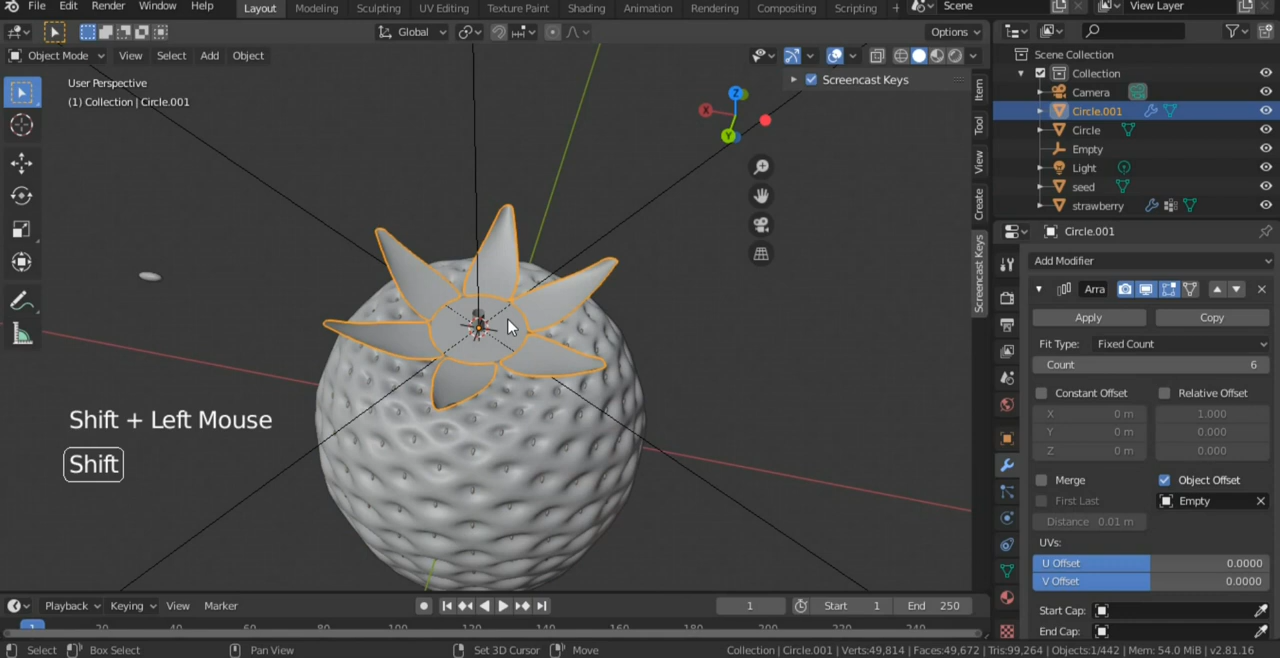 File Edit Render Window Help Layout Modeling Sculpting UV Editing Texture Paint Shading Animation Rendering Compositing Scripting + Scene View Layer
Global Options
Object Mode View Select Add Object
User Perspective
(1) Collection | Circle.001
Screencast Keys
X
Y
Z
Shift + Left Mouse
Shift
Item
Tool
View
Create
Screencast Keys
Scene Collection
Collection
Camera
Circle.001
Circle
Empty
Light
seed
strawberry
Circle.001
Add Modifier
Arra
Apply Copy
Fit Type: Fixed Count
Count 6
Constant Offset Relative Offset
X 0 m 1.000
Y 0 m 0.000
Z 0 m 0.000
Merge Object Offset
First Last Empty
Distance 0.01 m
UVs:
U Offset 0.0000
V Offset 0.0000
Start Cap:
End Cap:
Playback Keying View Marker 1 Start 1 End 250
1 20 40 60 80 100 120 140 160 180 200 220 240
Select Box Select Pan View Set 3D Cursor Move Collection | Circle.001 | Verts:49,814 | Faces:49,672 | Tris:99,264 | Objects:1/442 | Mem: 54.0 MiB | v2.81.16